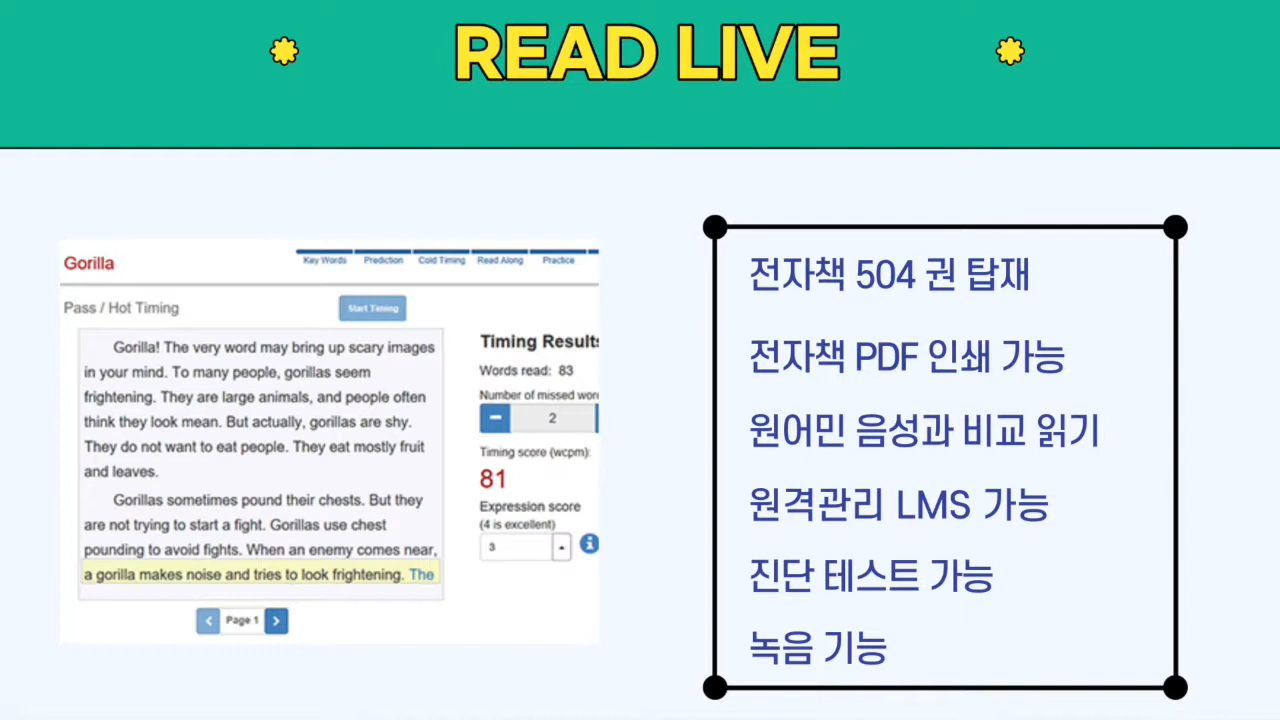 READ LIVE
Gorilla
Key Words Prediction Cold Timing Read Along Practice
Pass / Hot Timing
Start Timing
Gorilla! The very word may bring up scary images
in your mind. To many people, gorillas seem
frightening. They are large animals, and people often
think they look mean. But actually, gorillas are shy.
They do not want to eat people. They eat mostly fruit
and leaves.
Gorillas sometimes pound their chests. But they
are not trying to start a fight. Gorillas use chest
pounding to avoid fights. When an enemy comes near,
a gorilla makes noise and tries to look frightening. The
Page 1
Timing Results
Words read: 83
Number of missed wor
2
Timing score (wcpm):
81
Expression score
(4 is excellent)
3
전자책 504 권 탑재
전자책 PDF 인쇄 가능
원어민 음성과 비교 읽기
원격관리 LMS 가능
진단 테스트 가능
녹음 기능